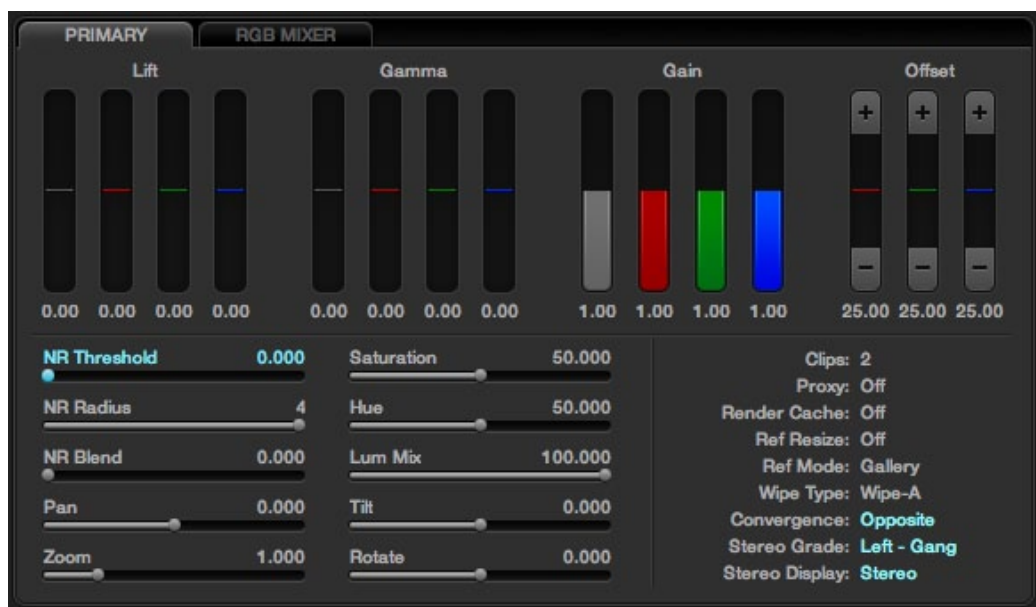 PRIMARY RGB MIXER
Lift Gamma Gain Offset
+ + +
- - -
0.00 0.00 0.00 0.00 0.00 0.00 0.00 0.00 1.00 1.00 1.00 1.00 25.00 25.00 25.00
NR Threshold 0.000 Saturation 50.000
NR Radius 4 Hue 50.000
NR Blend 0.000 Lum Mix 100.000
Pan 0.000 Tilt 0.000
Zoom 1.000 Rotate 0.000
Clips: 2
Proxy: Off
Render Cache: Off
Ref Resize: Off
Ref Mode: Gallery
Wipe Type: Wipe-A
Convergence: Opposite
Stereo Grade: Left - Gang
Stereo Display: Stereo